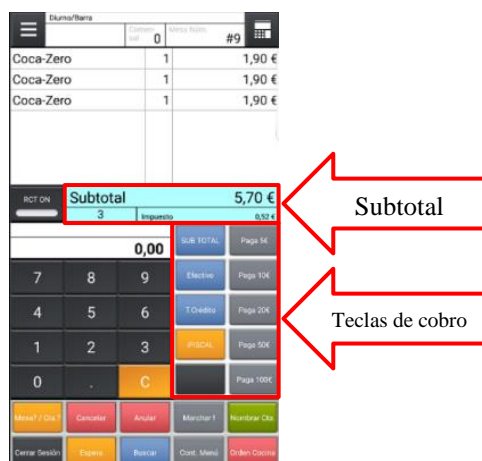 Diurno/Barra
Comen-
sal 0
Mesa Núm.
#9
Coca-Zero 1 1,90 €
Coca-Zero 1 1,90 €
Coca-Zero 1 1,90 €
RCT ON
Subtotal 5,70 €
3 Impuesto 0,52 €
Subtotal
0,00
SUB TOTAL Paga 5€
7 8 9 Efectivo Paga 10€
4 5 6 T.Crédito Paga 20€
Teclas de cobro
1 2 3 ¡FISCAL Paga 50€
0 . C Paga 100€
Mesa? / Cta ? Cancelar Anular Marchar1 Nombrar Cta
Cerrar Sesión Espera Buscar Cont. Menú Orden Cocina